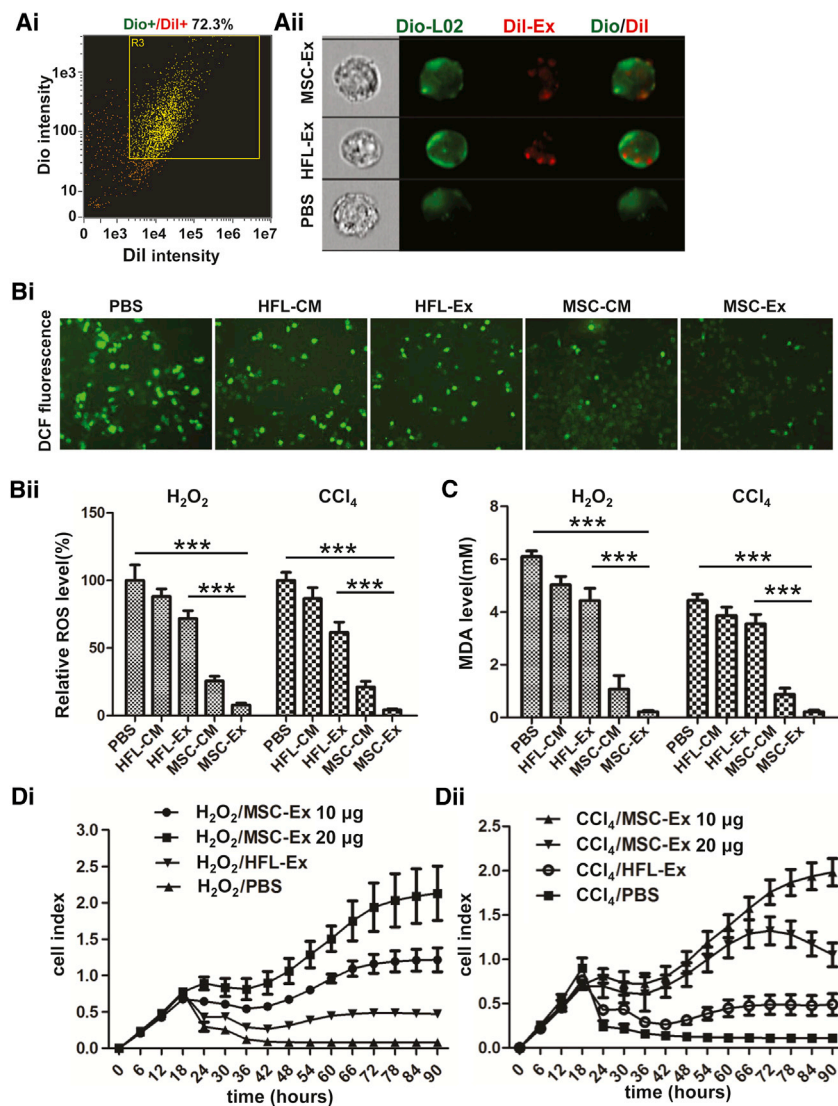 Ai
Dio+/Dil+ 72.3%
R3
Dio intensity
1e3
100
10
0
0 1e3 1e4 1e5 1e6 1e7
Dil intensity
Aii
Dio-L02 Dil-Ex Dio/Dil
MSC-Ex
HFL-Ex
PBS
Bi
PBS HFL-CM HFL-Ex MSC-CM MSC-Ex
DCF fluorescence
Bii
H2O2 CCl4
Relative ROS level(%)
150
100
50
0
*** ***
*** ***
PBS HFL-CM HFL-Ex MSC-CM MSC-Ex PBS HFL-CM HFL-Ex MSC-CM MSC-Ex
C
H2O2 CCl4
MDA level(mM)
8
6
4
2
0
*** ***
*** ***
PBS HFL-CM HFL-Ex MSC-CM MSC-Ex PBS HFL-CM HFL-Ex MSC-CM MSC-Ex
Di
H2O2/MSC-Ex 10 µg
H2O2/MSC-Ex 20 µg
H2O2/HFL-Ex
H2O2/PBS
cell index
3.0
2.5
2.0
1.5
1.0
0.5
0.0
0 6 12 18 24 30 36 42 48 54 60 66 72 78 84 90
time (hours)
Dii
CCl4/MSC-Ex 10 µg
CCl4/MSC-Ex 20 µg
CCl4/HFL-Ex
CCl4/PBS
cell index
2.5
2.0
1.5
1.0
0.5
0.0
0 6 12 18 24 30 36 42 48 54 60 66 72 78 84 90
time (hours)